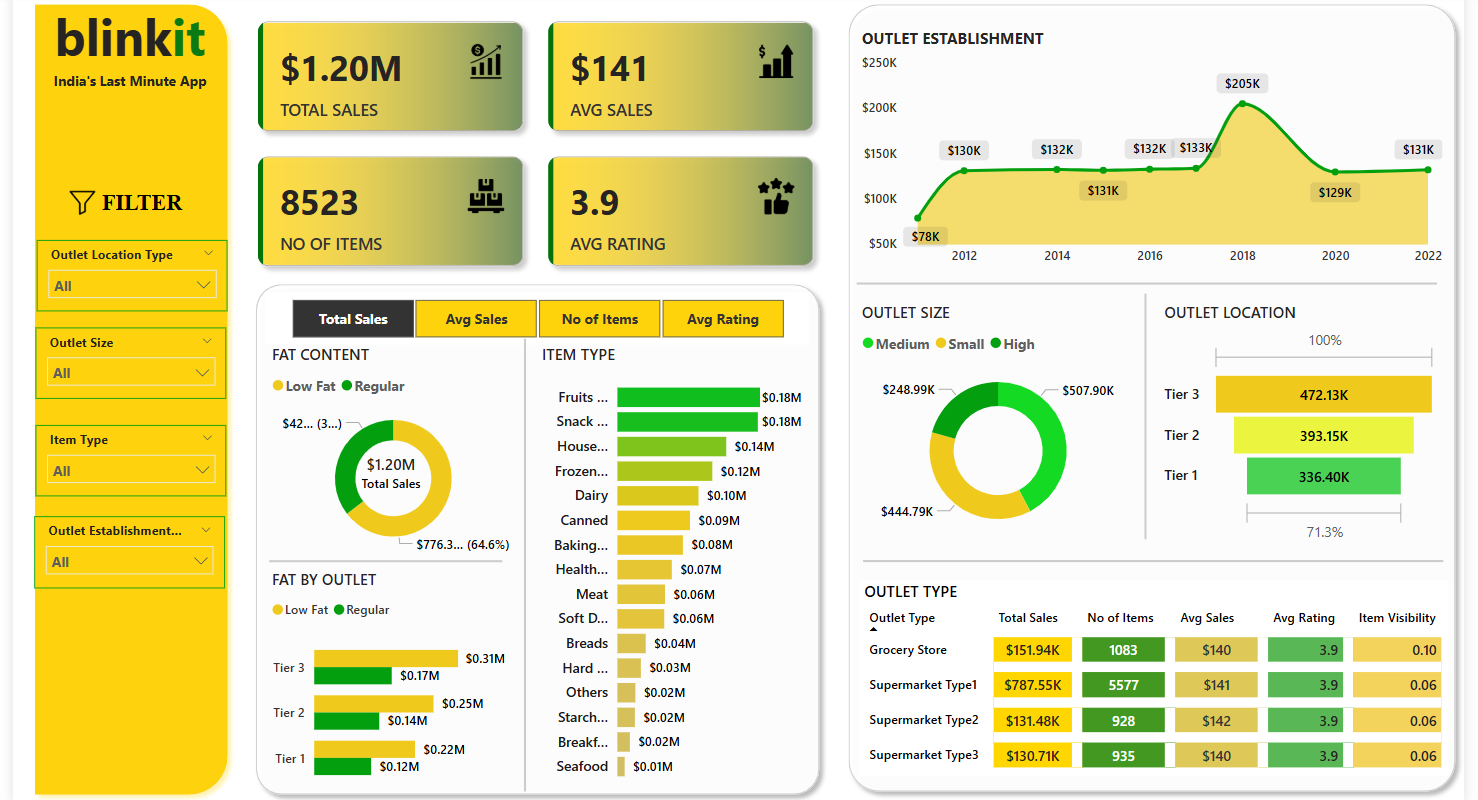 blinkit
India's Last Minute App
FILTER
Outlet Location Type
All
Outlet Size
All
Item Type
All
Outlet Establishment...
All
$1.20M
TOTAL SALES
$141
AVG SALES
8523
NO OF ITEMS
3.9
AVG RATING
Total Sales Avg Sales No of Items Avg Rating
FAT CONTENT
Low Fat Regular
$42... (3...)
$1.20M
Total Sales
$776.3... (64.6%)
FAT BY OUTLET
Low Fat Regular
Tier 3 $0.31M
$0.17M
Tier 2 $0.25M
$0.14M
Tier 1 $0.22M
$0.12M
ITEM TYPE
Fruits ... $0.18M
Snack ... $0.18M
House... $0.14M
Frozen... $0.12M
Dairy $0.10M
Canned $0.09M
Baking... $0.08M
Health... $0.07M
Meat $0.06M
Soft D... $0.06M
Breads $0.04M
Hard ... $0.03M
Others $0.02M
Starch... $0.02M
Breakf... $0.02M
Seafood $0.01M
OUTLET ESTABLISHMENT
$250K
$200K
$150K
$100K
$50K
$78K
$130K
$132K
$131K
$132K
$133K
$205K
$129K
$131K
2012 2014 2016 2018 2020 2022
OUTLET SIZE
Medium Small High
$248.99K
$507.90K
$444.79K
OUTLET LOCATION
100%
Tier 3 472.13K
Tier 2 393.15K
Tier 1 336.40K
71.3%
OUTLET TYPE
Outlet Type Total Sales No of Items Avg Sales Avg Rating Item Visibility
Grocery Store $151.94K 1083 $140 3.9 0.10
Supermarket Type1 $787.55K 5577 $141 3.9 0.06
Supermarket Type2 $131.48K 928 $142 3.9 0.06
Supermarket Type3 $130.71K 935 $140 3.9 0.06